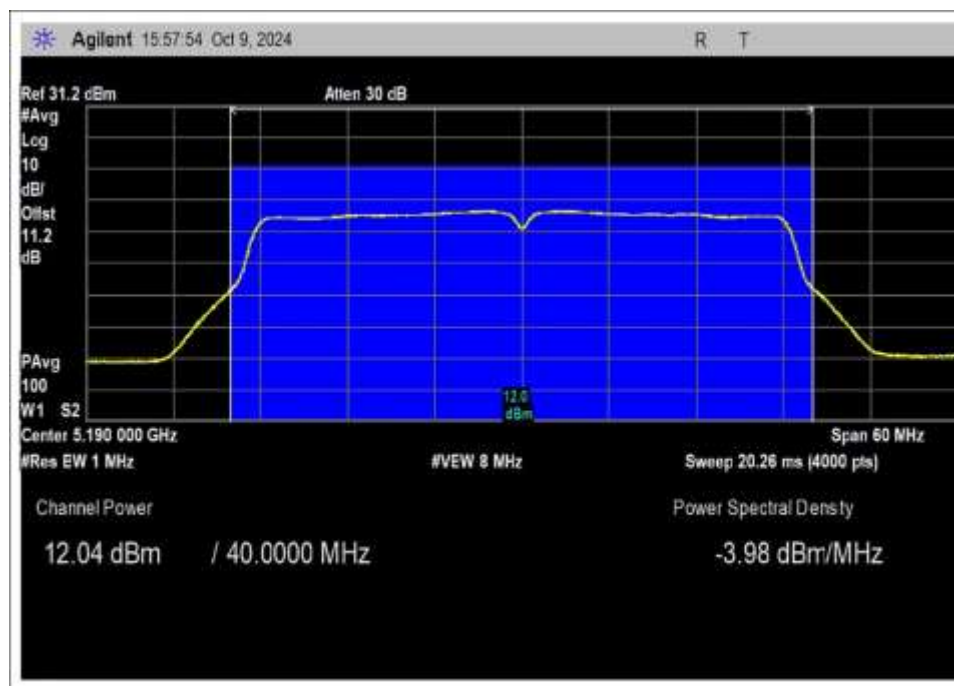 Agilent 15:57:54 Oct 9, 2024 R T
Ref 31.2 dBm Atten 30 dB
#Avg
Log
10
dB/
Offst
11.2
dB
PAvg
100
W1 S2
12.0
dBm
Center 5.190 000 GHz Span 60 MHz
#Res BW 1 MHz #VBW 8 MHz Sweep 20.26 ms (4000 pts)
Channel Power Power Spectral Density
12.04 dBm / 40.0000 MHz -3.98 dBm/MHz